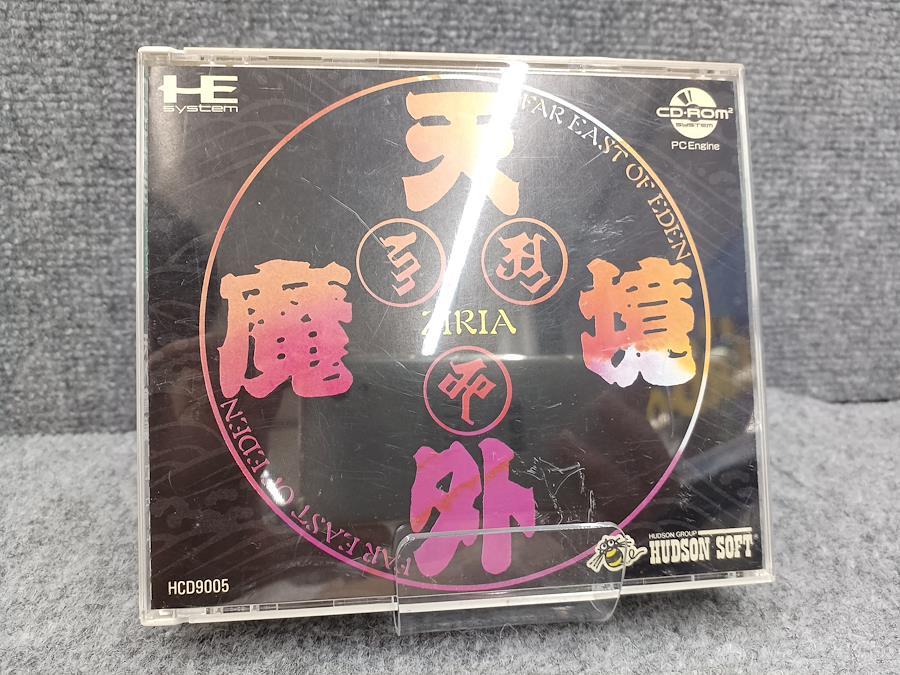 HE
system
CD-ROM²
SYSTEM
PC Engine
FAR EAST OF EDEN
天
外
魔
境
ZIRIA
FAR EAST OF EDEN
HCD9005
HUDSON GROUP
HUDSON SOFT